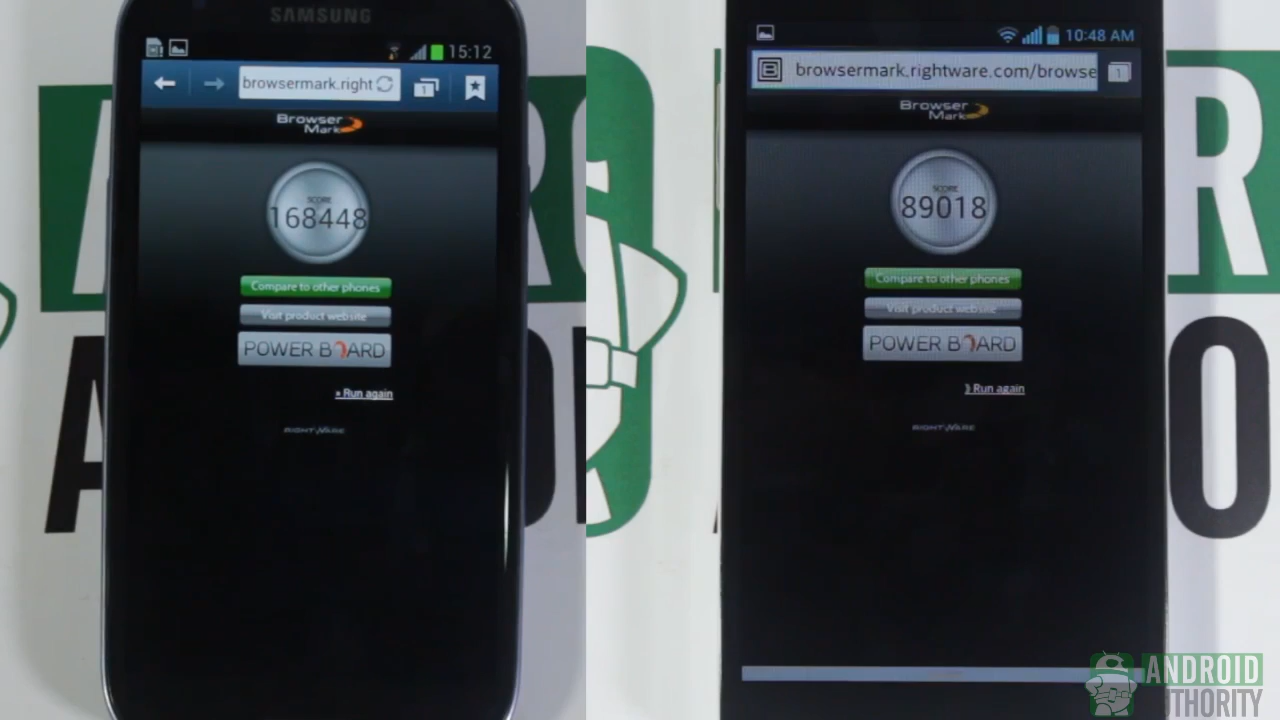 SAMSUNG
15:12
browsermark.right
1
BROWSER
MARK
SCORE
168448
Compare to other phones
Visit product website
POWER BOARD
» Run again
RIGHTWARE
10:48 AM
browsermark.rightware.com/browse
1
BROWSER
MARK
SCORE
89018
Compare to other phones
Visit product website
POWER BOARD
Run again
RIGHTWARE
ANDROID
AUTHORITY